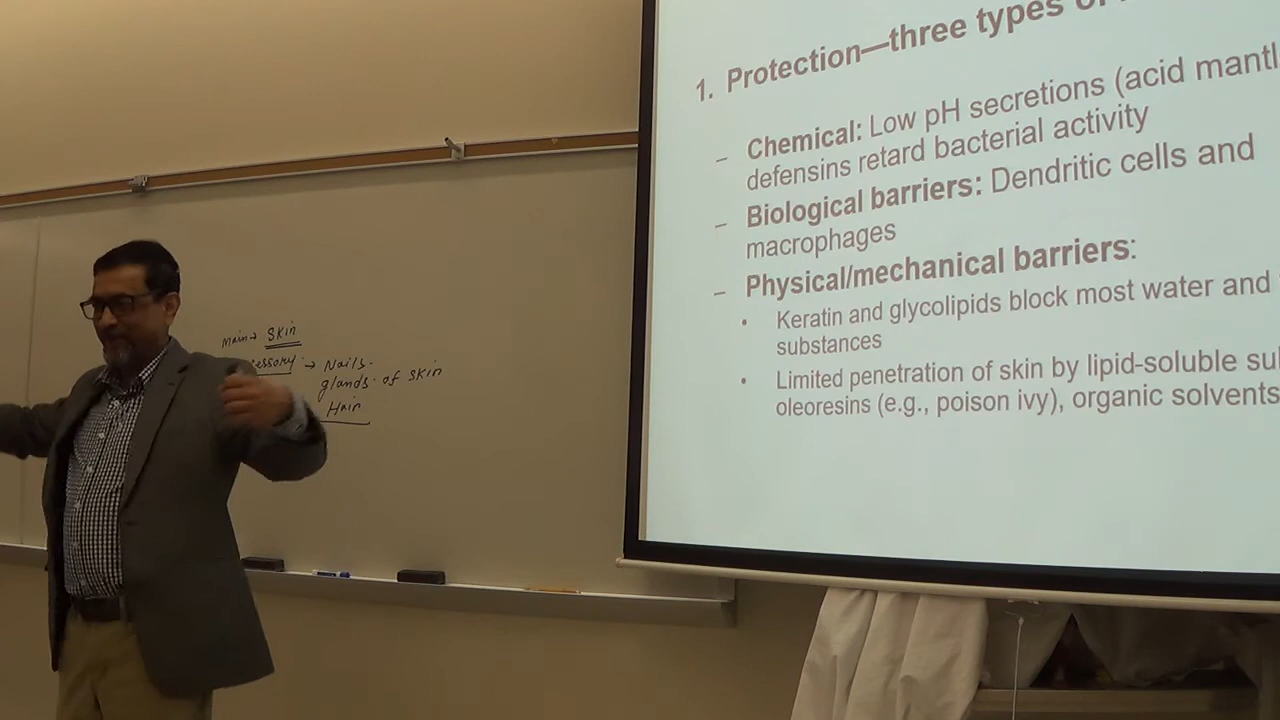 main → Skin
→ Nails.
glands. of skin
Hair
1. Protection—three types of
– Chemical: Low pH secretions (acid
defensins retard bacterial activity
– Biological barriers: Dendritic cells and
macrophages
– Physical/mechanical barriers:
• Keratin and glycolipids block most water and
substances
• Limited penetration of skin by lipid-soluble
oleoresins (e.g., poison ivy), organic solvents